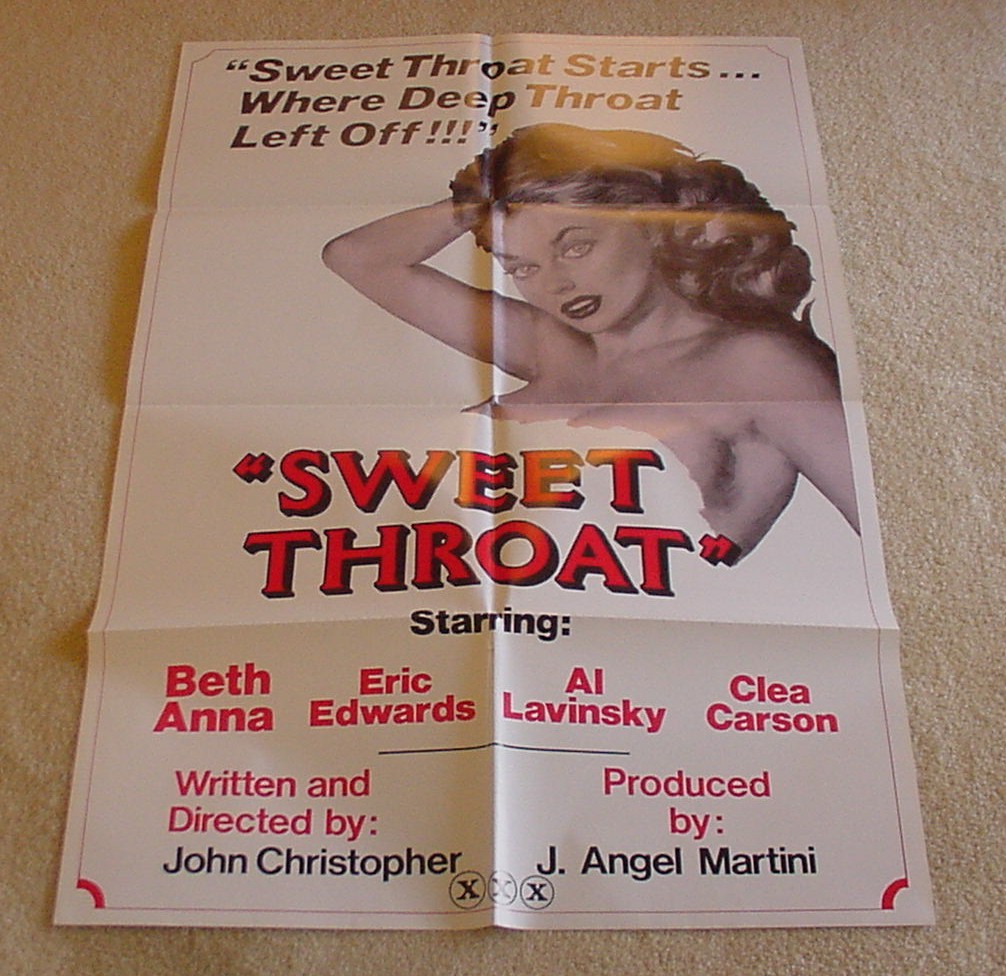 “Sweet Throat Starts...
Where Deep Throat
Left Off!!!”
“SWEET
THROAT”
Starring:
Beth
Anna
Eric
Edwards
Al
Lavinsky
Clea
Carson
Written and
Directed by:
John Christopher
Produced
by:
J. Angel Martini
X X X